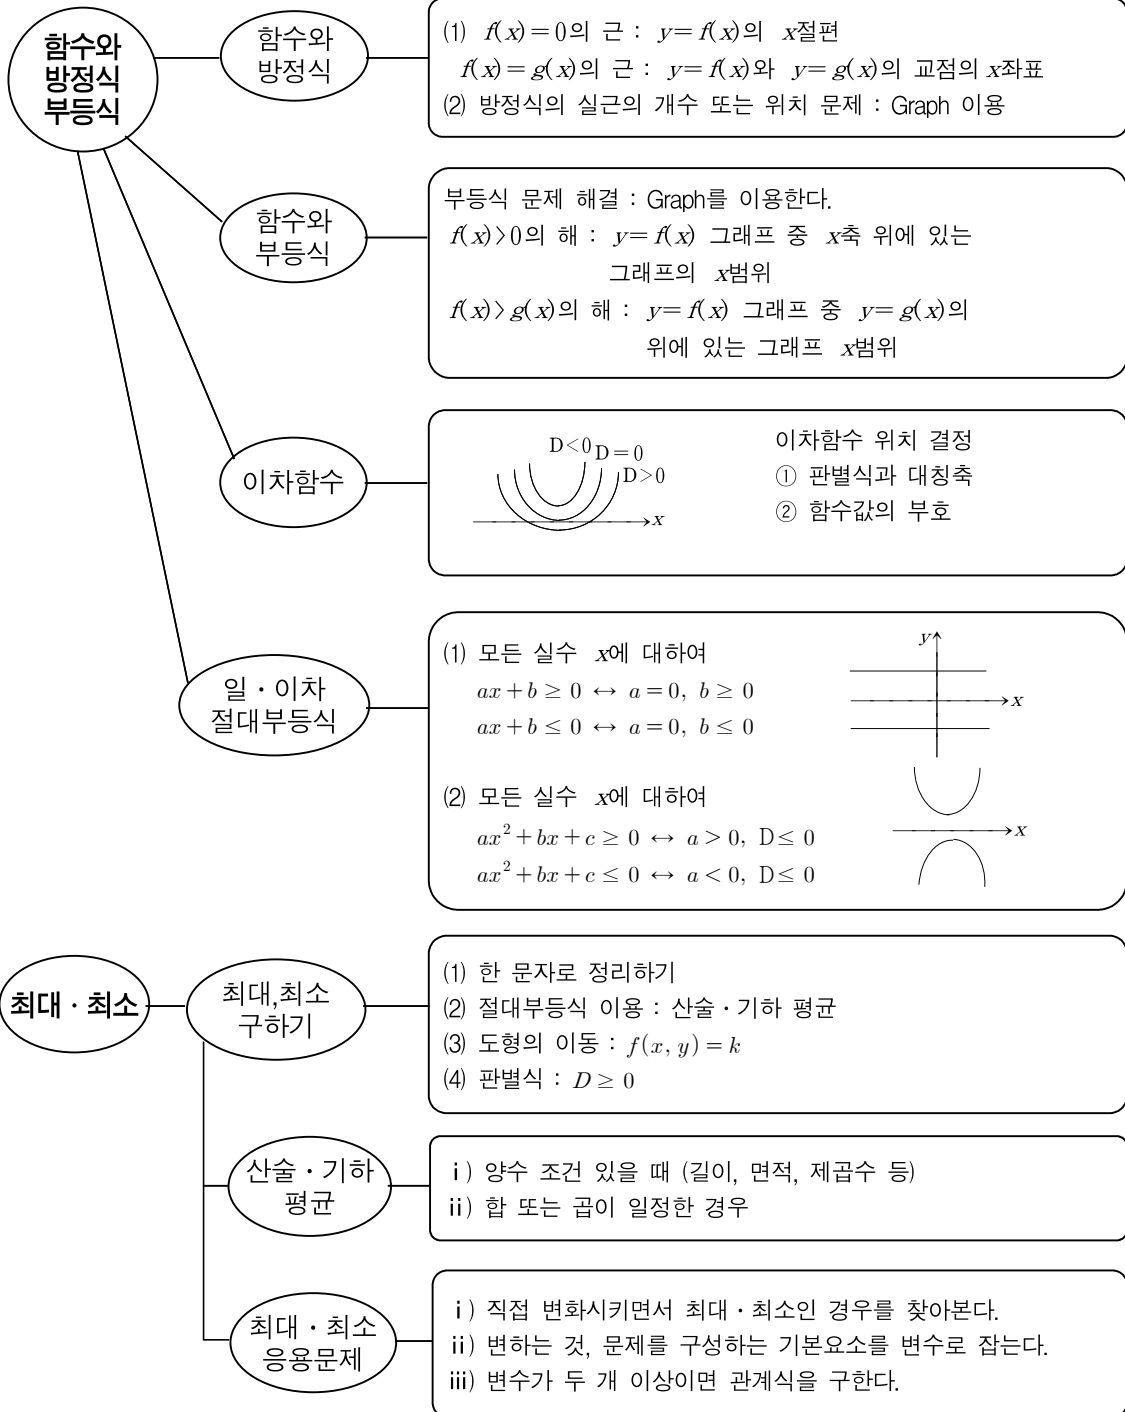 함수와
방정식
부등식
함수와
방정식
(1) f(x)=0의 근 : y=f(x)의 x절편
f(x)=g(x)의 근 : y=f(x)와 y=g(x)의 교점의 x좌표
(2) 방정식의 실근의 개수 또는 위치 문제 : Graph 이용
함수와
부등식
부등식 문제 해결 : Graph를 이용한다.
f(x)>0의 해 : y=f(x) 그래프 중 x축 위에 있는
그래프의 x범위
f(x)>g(x)의 해 : y=f(x) 그래프 중 y=g(x)의
위에 있는 그래프 x범위
이차함수
D<0
D=0
D>0
x
이차함수 위치 결정
① 판별식과 대칭축
② 함수값의 부호
일・이차
절대부등식
(1) 모든 실수 x에 대하여
ax+b ≥ 0 ↔ a=0, b ≥ 0
ax+b ≤ 0 ↔ a=0, b ≤ 0
y
x
(2) 모든 실수 x에 대하여
ax²+bx+c ≥ 0 ↔ a>0, D≤ 0
ax²+bx+c ≤ 0 ↔ a<0, D≤ 0
x
최대・최소
최대,최소
구하기
(1) 한 문자로 정리하기
(2) 절대부등식 이용 : 산술・기하 평균
(3) 도형의 이동 : f(x, y)=k
(4) 판별식 : D ≥ 0
산술・기하
평균
ⅰ) 양수 조건 있을 때 (길이, 면적, 제곱수 등)
ⅱ) 합 또는 곱이 일정한 경우
최대・최소
응용문제
ⅰ) 직접 변화시키면서 최대・최소인 경우를 찾아본다.
ⅱ) 변하는 것, 문제를 구성하는 기본요소를 변수로 잡는다.
ⅲ) 변수가 두 개 이상이면 관계식을 구한다.